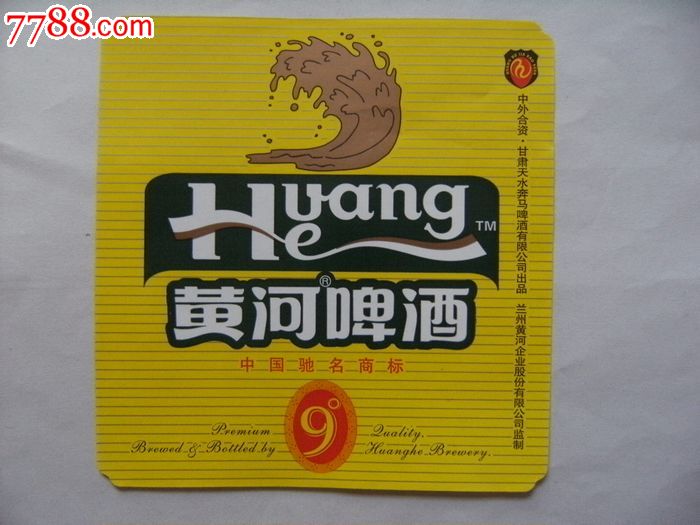 7788.com
Huang
He
TM
黄河啤酒
®
中国驰名商标
9°
Premium Quality.
Brewed & Bottled by Huanghe Brewery.
中外合资·甘肃天水奔马啤酒有限公司出品 兰州黄河企业股份有限公司监制